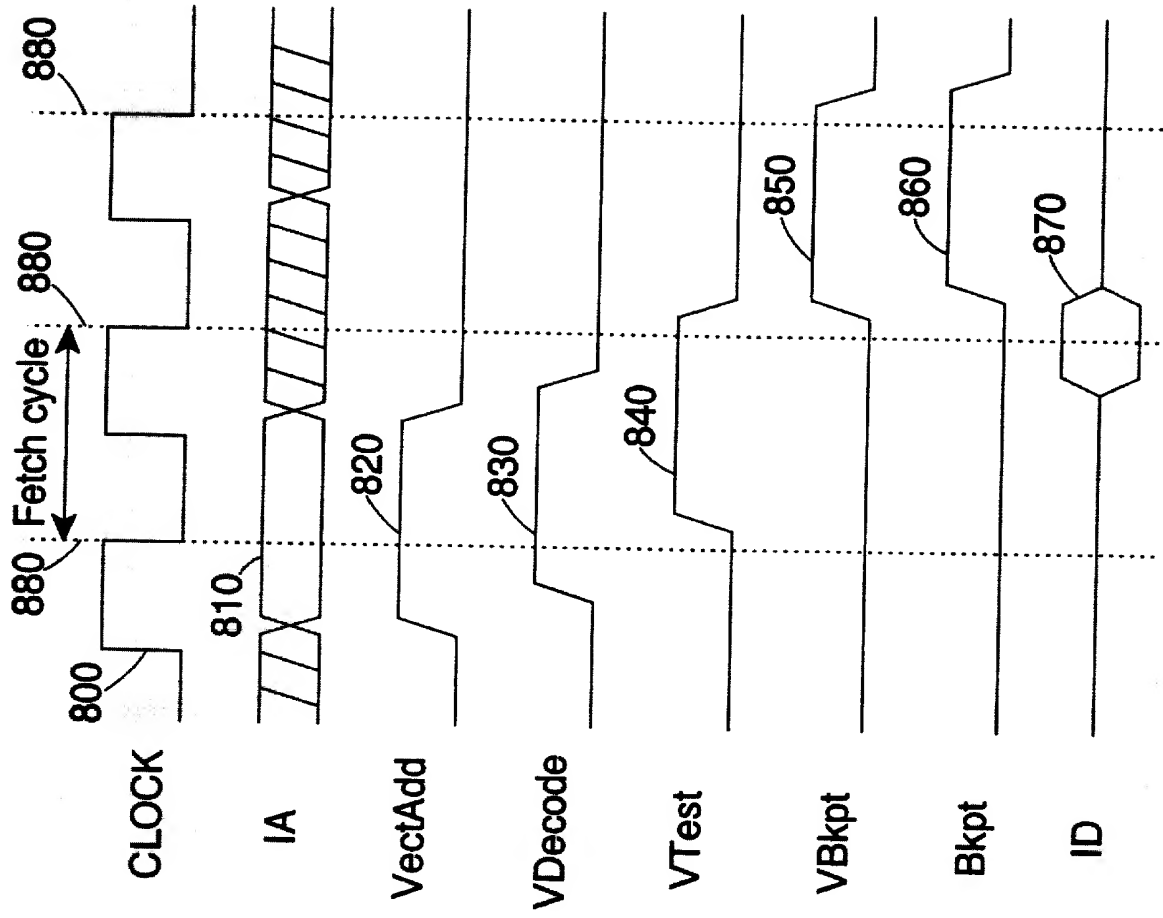 880 Fetch cycle 880 880
CLOCK 800
IA 810
VectAdd 820
VDecode 830
VTest 840
VBkpt 850
Bkpt 860
ID 870